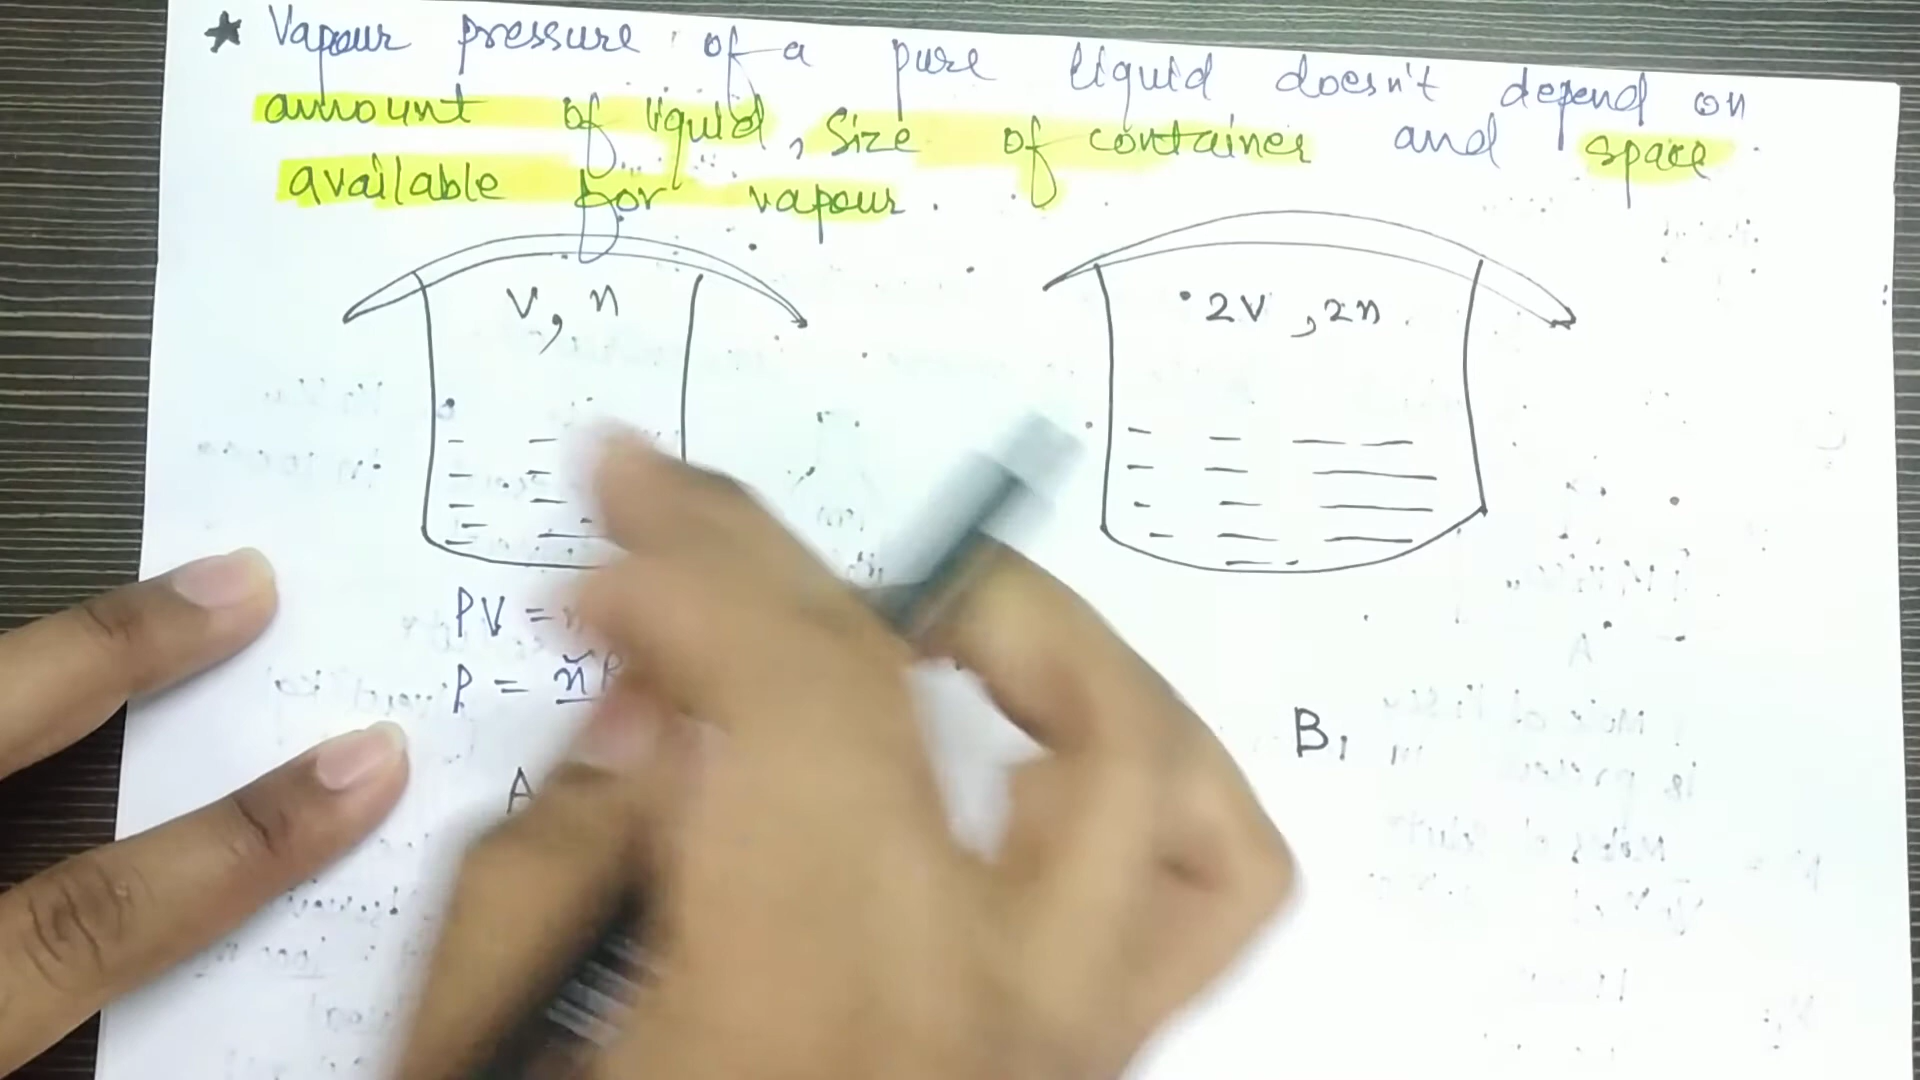 ★ Vapour pressure of a pure liquid doesn't depend on
amount of liquid, Size of container and space
available for vapour.
V, n
2V, 2n
PV =
P = n
A
B,